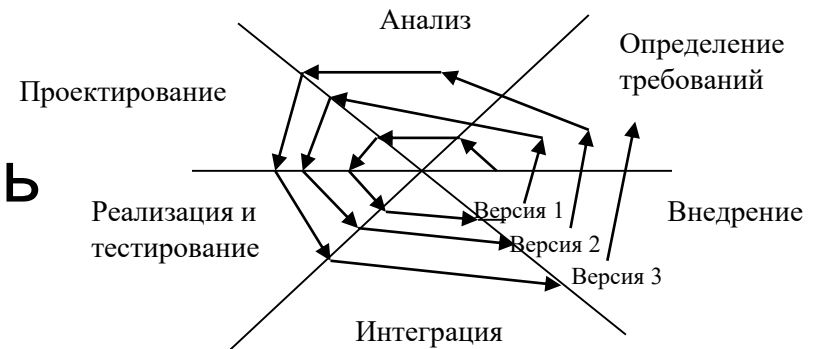 Анализ
Определение
требований
Проектирование
ь
Реализация и
тестирование
Версия 1
Внедрение
Версия 2
Версия 3
Интеграция